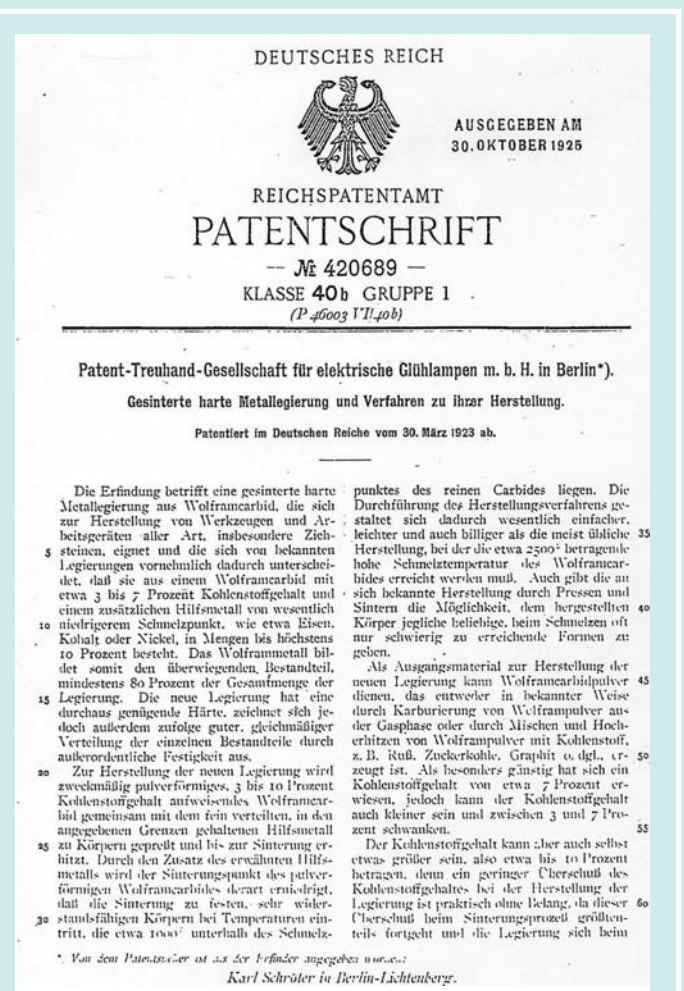 DEUTSCHES REICH
AUSGEGEBEN AM
30. OKTOBER 1925
REICHSPATENTAMT
PATENTSCHRIFT
— № 420689 —
KLASSE 40b GRUPPE 1
(P 46003 VI/40b)
Patent-Treuhand-Gesellschaft für elektrische Glühlampen m. b. H. in Berlin*).
Gesinterte harte Metallegierung und Verfahren zu ihrer Herstellung.
Patentiert im Deutschen Reiche vom 30. März 1923 ab.
Die Erfindung betrifft eine gesinterte harte
Metallegierung aus Wolframcarbid, die sich
zur Herstellung von Werkzeugen und Ar-
beitsgeräten aller Art, insbesondere Zieh-
5 steinen, eignet und die sich von bekannten
Legierungen vornehmlich dadurch unterschei-
det, daß sie aus einem Wolframcarbid mit
etwa 3 bis 7 Prozent Kohlenstoffgehalt und
einem zusätzlichen Hilfsmetall von wesentlich
10 niedrigerem Schmelzpunkt, wie etwa Eisen,
Kobalt oder Nickel, in Mengen bis höchstens
10 Prozent besteht. Das Wolframmetall bil-
det somit den überwiegenden Bestandteil,
mindestens 80 Prozent der Gesamtmenge der
15 Legierung. Die neue Legierung hat eine
durchaus genügende Härte, zeichnet sich je-
doch außerdem zufolge guter, gleichmäßiger
Verteilung der einzelnen Bestandteile durch
außerordentliche Festigkeit aus.
20 Zur Herstellung der neuen Legierung wird
zweckmäßig pulverförmiges, 3 bis 10 Prozent
Kohlenstoffgehalt aufweisendes Wolframcar-
bid gemeinsam mit dem fein verteilten, in den
angegebenen Grenzen gehaltenen Hilfsmetall
25 zu Körpern gepreßt und bis zur Sinterung er-
hitzt. Durch den Zusatz des erwähnten Hilfs-
metalls wird der Sinterungspunkt des pulver-
förmigen Wolframcarbides derart erniedrigt,
daß die Sinterung zu festen, sehr wider-
30 standsfähigen Körpern bei Temperaturen ein-
tritt, die etwa 1000° unterhalb des Schmelz-
punktes des reinen Carbides liegen. Die
Durchführung des Herstellungsverfahrens ge-
staltet sich dadurch wesentlich einfacher,
leichter und auch billiger als die meist übliche 35
Herstellung, bei der die etwa 2500° betragende
hohe Schmelztemperatur des Wolframcar-
bides erreicht werden muß. Auch gibt die an
sich bekannte Herstellung durch Pressen und
Sintern die Möglichkeit, dem hergestellten 40
Körper jegliche beliebige, beim Schmelzen oft
nur schwierig zu erreichende Formen zu
geben.
Als Ausgangsmaterial zur Herstellung der
neuen Legierung kann Wolframcarbidpulver 45
dienen, das entweder in bekannter Weise
durch Karburierung von Wolframpulver aus
der Gasphase oder durch Mischen und Hoch-
erhitzen von Wolframpulver mit Kohlenstoff,
z. B. Ruß, Zuckerkohle, Graphit o. dgl., er- 50
zeugt ist. Als besonders günstig hat sich ein
Kohlenstoffgehalt von etwa 7 Prozent er-
wiesen, jedoch kann der Kohlenstoffgehalt
auch kleiner sein und zwischen 3 und 7 Pro-
zent schwanken. 55
Der Kohlenstoffgehalt kann aber auch selbst
etwas größer sein, also etwa bis 10 Prozent
betragen, denn ein geringer Überschuß des
Kohlenstoffgehaltes bei der Herstellung der
Legierung ist praktisch ohne Belang, da dieser 60
Überschuß beim Sinterungsprozeß größten-
teils fortgeht und die Legierung sich beim
*. Von dem Patentsucher ist als der Erfinder angegeben worden:
Karl Schröter in Berlin-Lichtenberg.